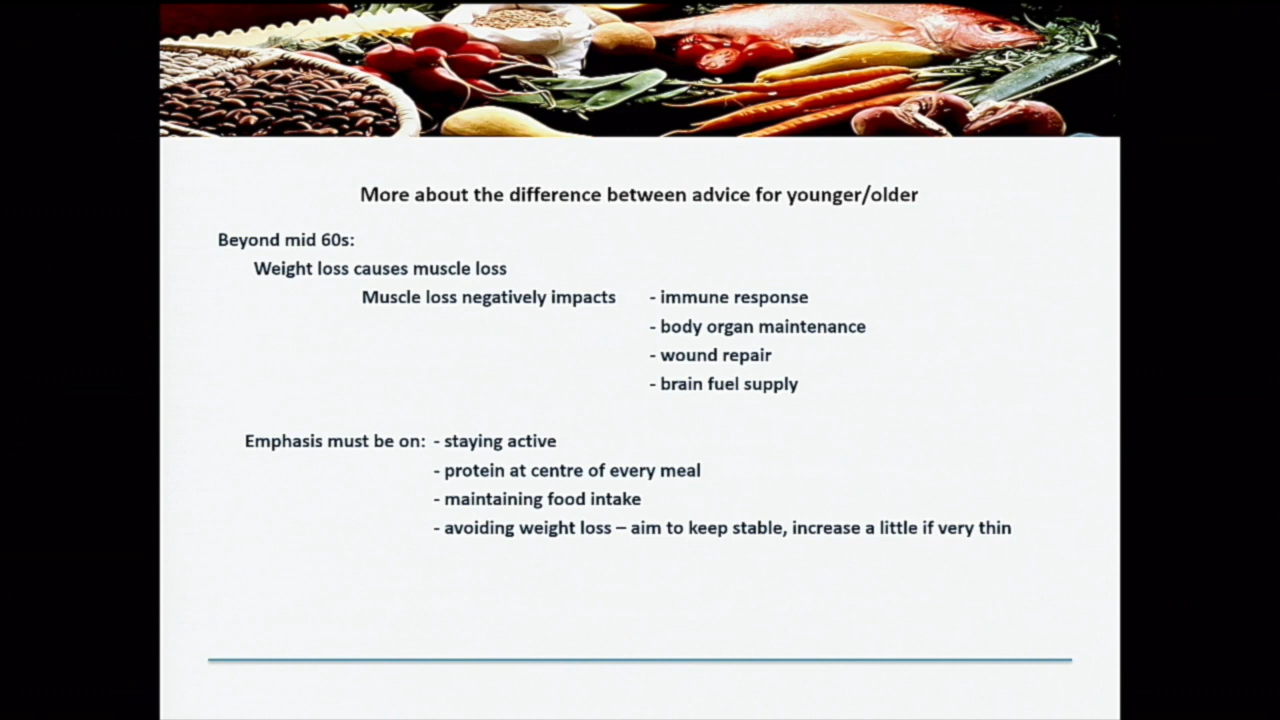 More about the difference between advice for younger/older
Beyond mid 60s:
Weight loss causes muscle loss
Muscle loss negatively impacts - immune response
- body organ maintenance
- wound repair
- brain fuel supply
Emphasis must be on: - staying active
- protein at centre of every meal
- maintaining food intake
- avoiding weight loss – aim to keep stable, increase a little if very thin